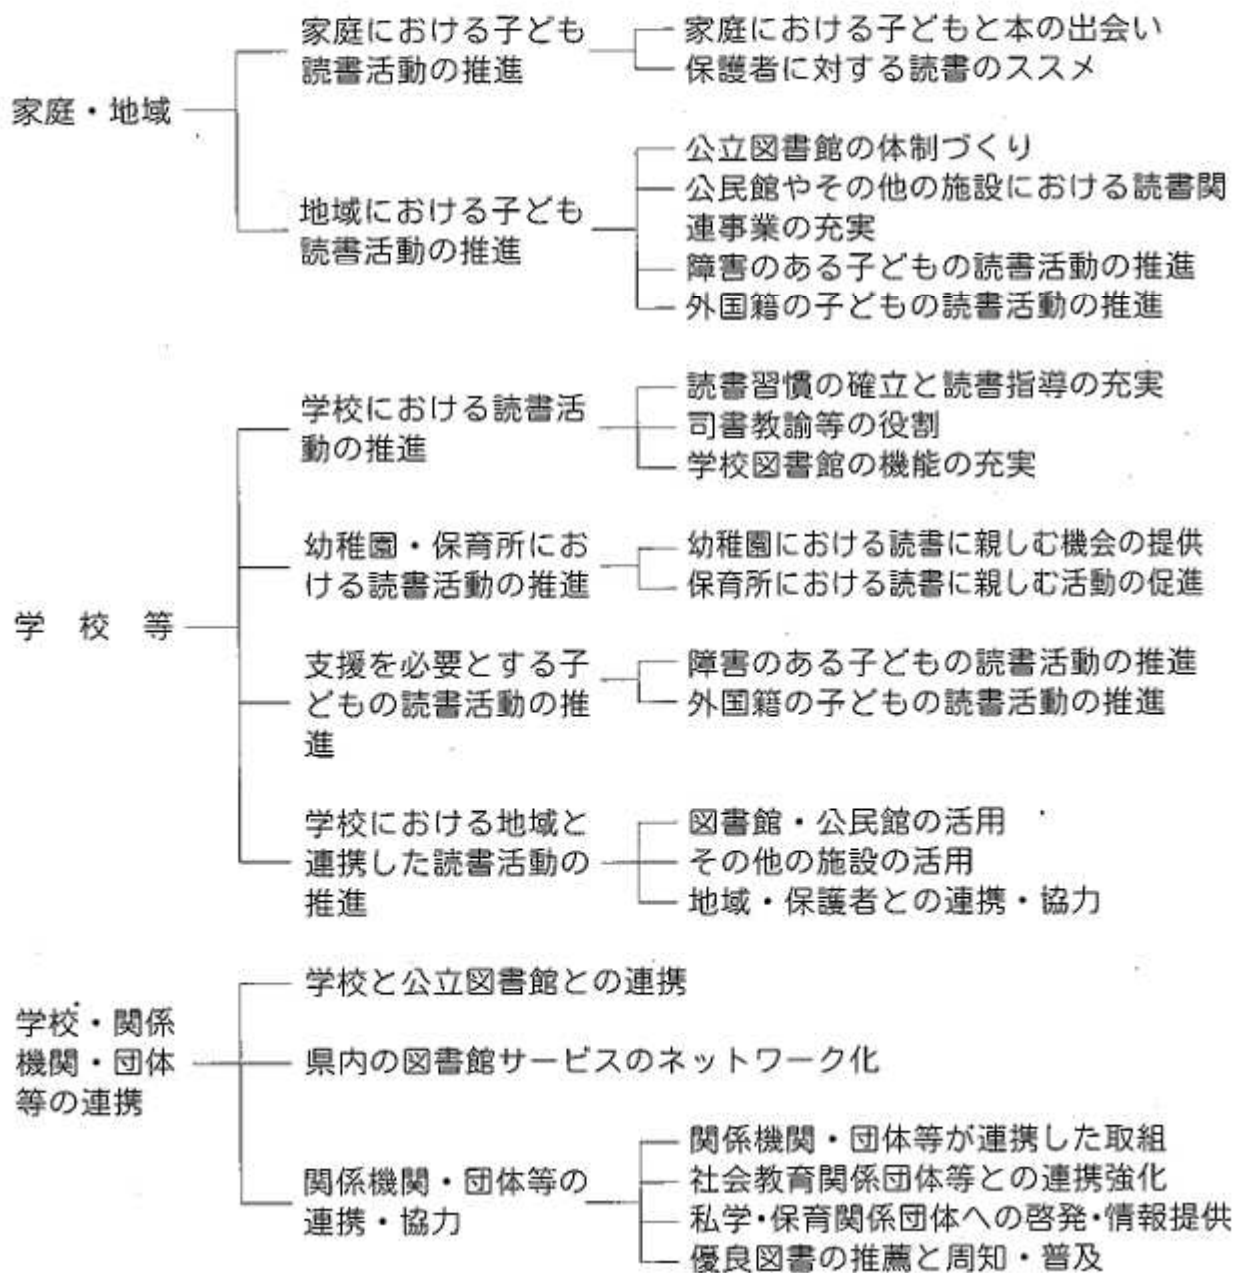 家庭・地域
家庭における子ども
読書活動の推進
家庭における子どもと本の出会い
保護者に対する読書のススメ
地域における子ども
読書活動の推進
公立図書館の体制づくり
公民館やその他の施設における読書関
連事業の充実
障害のある子どもの読書活動の推進
外国籍の子どもの読書活動の推進
学校等
学校における読書活
動の推進
読書習慣の確立と読書指導の充実
司書教諭等の役割
学校図書館の機能の充実
幼稚園・保育所にお
ける読書活動の推進
幼稚園における読書に親しむ機会の提供
保育所における読書に親しむ活動の促進
支援を必要とする子
どもの読書活動の推
進
障害のある子どもの読書活動の推進
外国籍の子どもの読書活動の推進
学校における地域と
連携した読書活動の
推進
図書館・公民館の活用
その他の施設の活用
地域・保護者との連携・協力
学校・関係
機関・団体
等の連携
学校と公立図書館との連携
県内の図書館サービスのネットワーク化
関係機関・団体等の
連携・協力
関係機関・団体等が連携した取組
社会教育関係団体等との連携強化
私学・保育関係団体への啓発・情報提供
優良図書の推薦と周知・普及